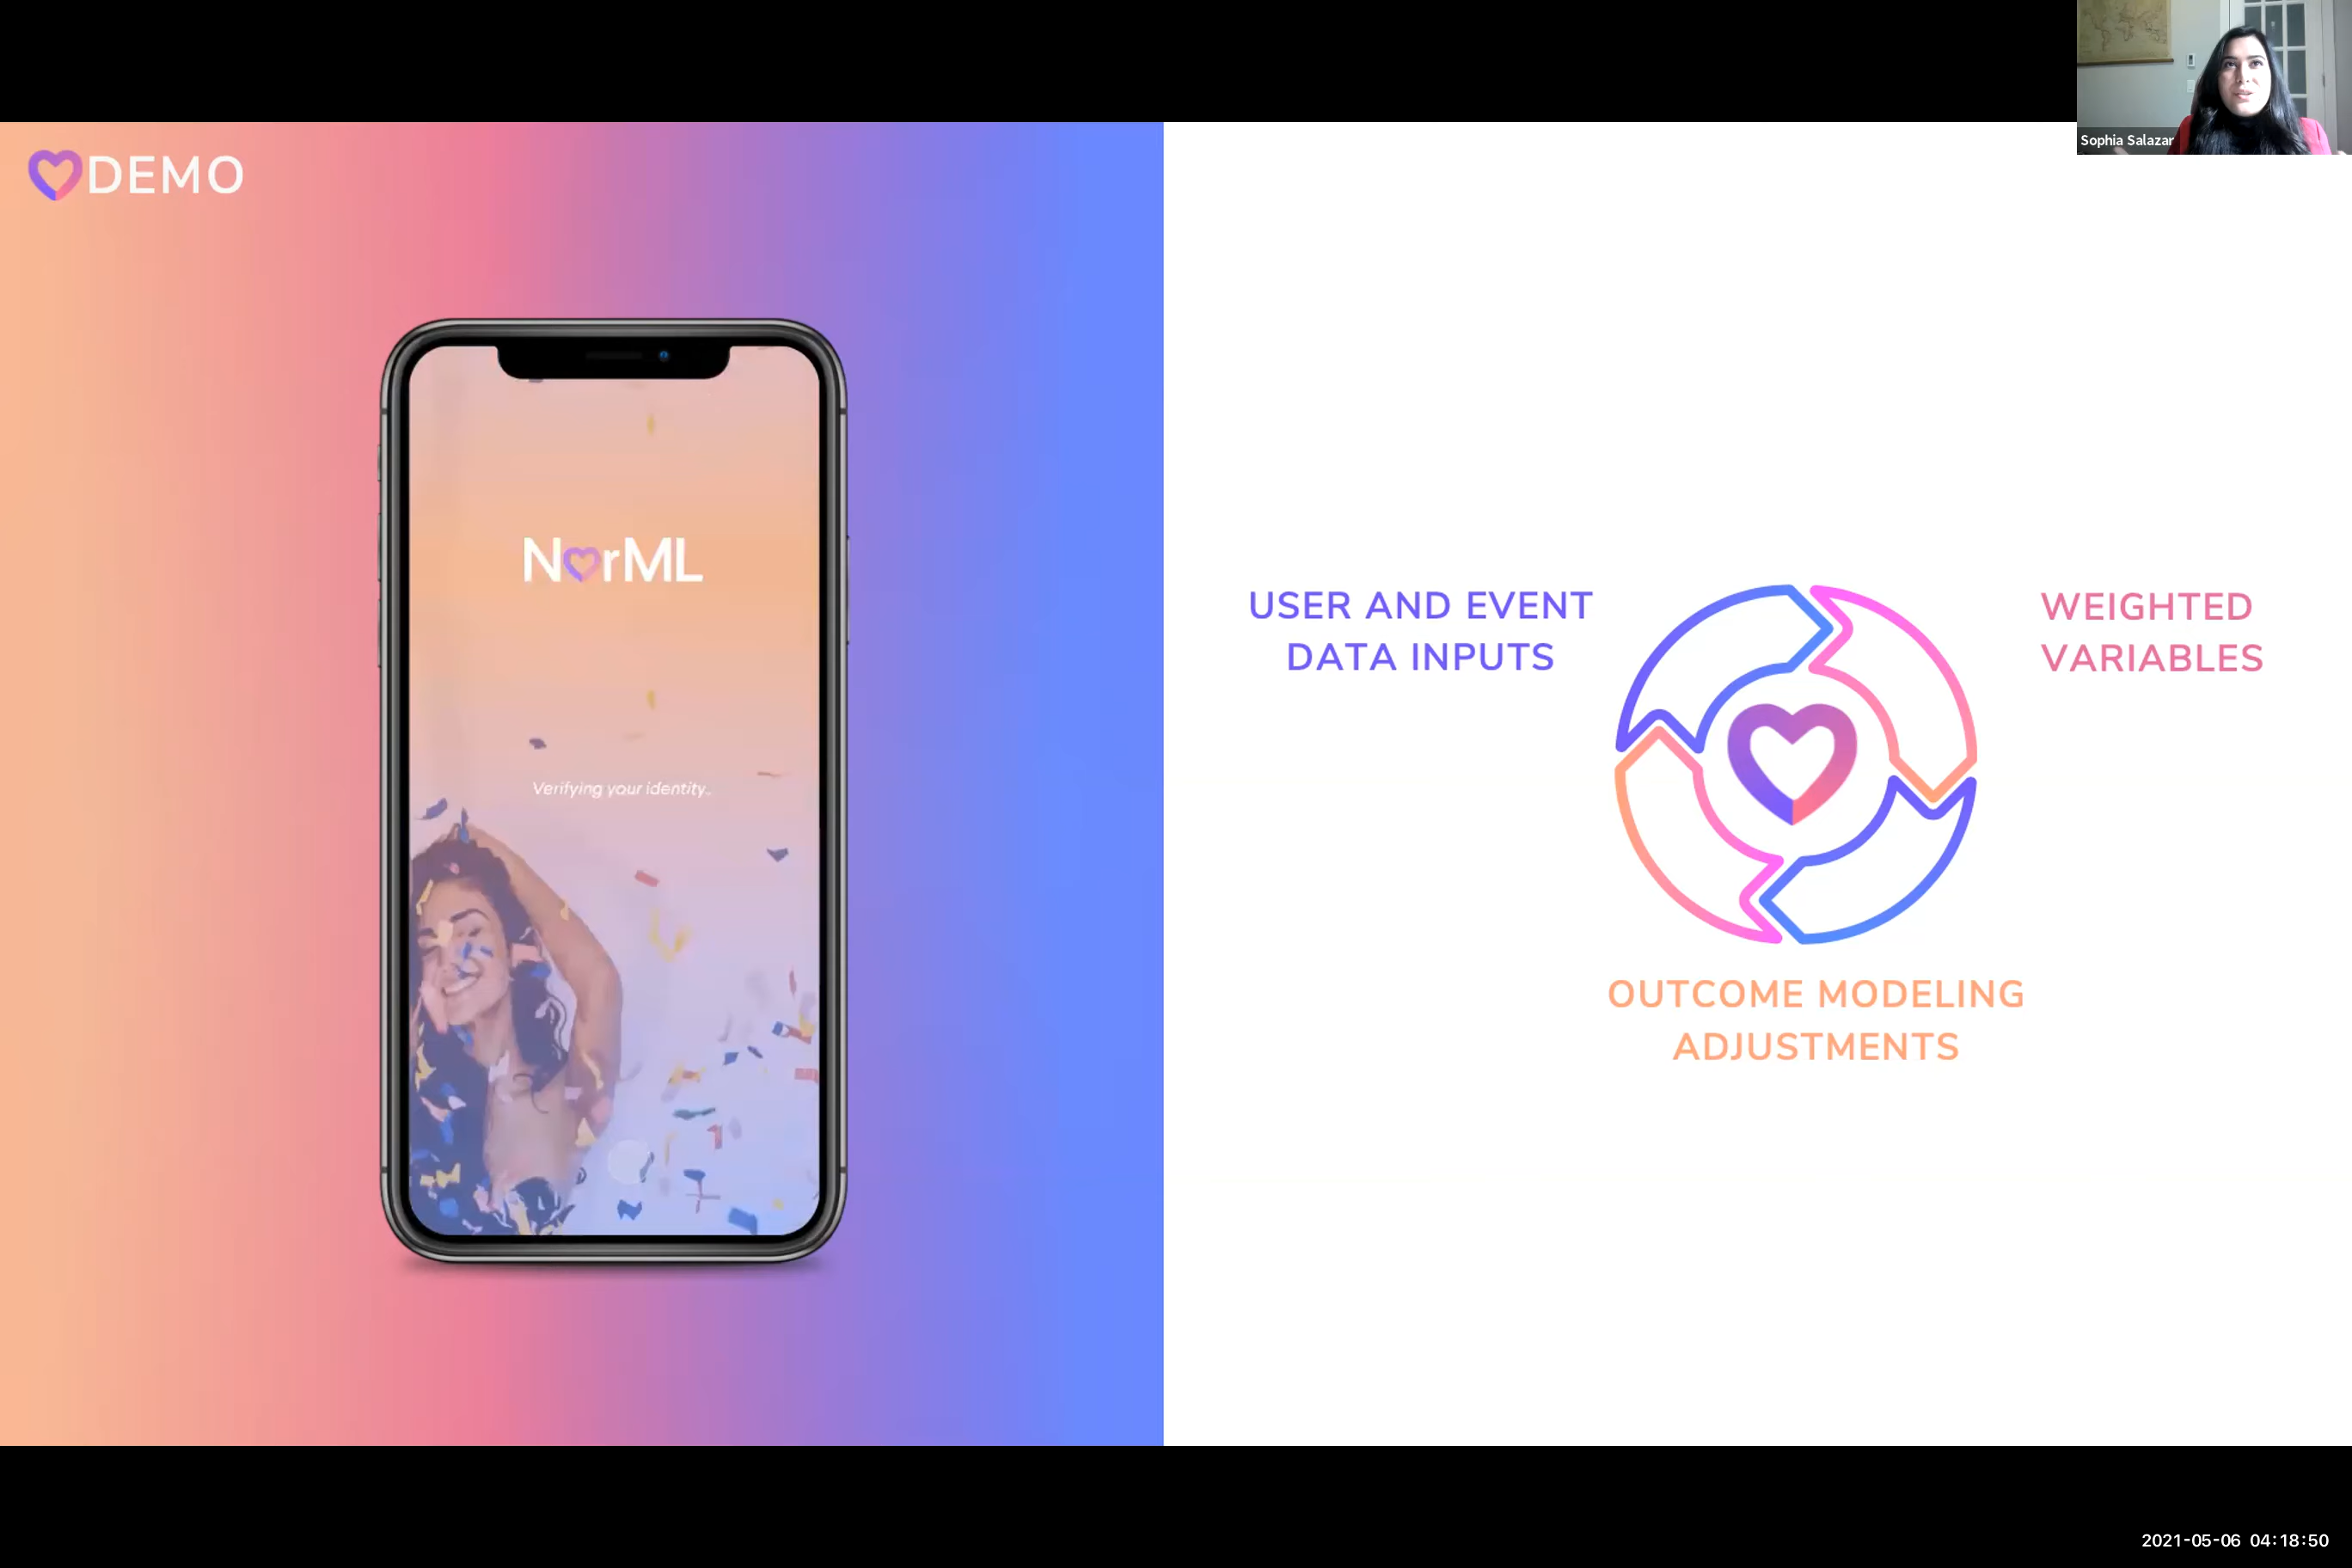 Sophia Salazar
DEMO
NorML
Verifying your identity..
USER AND EVENT
DATA INPUTS
WEIGHTED
VARIABLES
OUTCOME MODELING
ADJUSTMENTS
2021-05-06 04:18:50